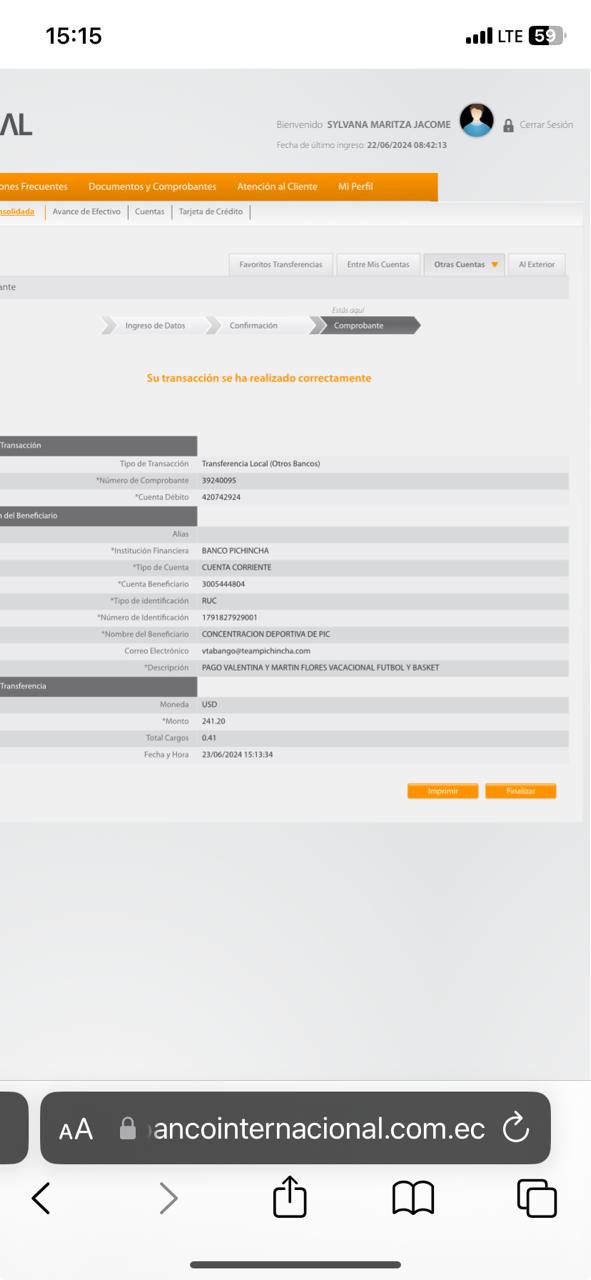 15:15 LTE 59
AL
Bienvenido SYLVANA MARITZA JACOME Cerrar Sesión
Fecha de último ingreso: 22/06/2024 08:42:13
ones Frecuentes Documentos y Comprobantes Atención al Cliente Mi Perfil
nsolidada Avance de Efectivo Cuentas Tarjeta de Crédito
Favoritos Transferencias Entre Mis Cuentas Otras Cuentas Al Exterior
ante
Estás aquí
Ingreso de Datos Confirmación Comprobante
Su transacción se ha realizado correctamente
Transacción
Tipo de Transacción Transferencia Local (Otros Bancos)
*Número de Comprobante 39240095
*Cuenta Débito 420742924
n del Beneficiario
Alias
*Institución Financiera BANCO PICHINCHA
*Tipo de Cuenta CUENTA CORRIENTE
*Cuenta Beneficiario 3005444804
*Tipo de identificación RUC
*Número de Identificación 1791827929001
*Nombre del Beneficiario CONCENTRACION DEPORTIVA DE PIC
Correo Electrónico vtabango@teampichincha.com
*Descripción PAGO VALENTINA Y MARTIN FLORES VACACIONAL FUTBOL Y BASKET
Transferencia
Moneda USD
*Monto 241.20
Total Cargos 0.41
Fecha y Hora 23/06/2024 15:13:34
Imprimir Finalizar
AA ancointernacional.com.ec